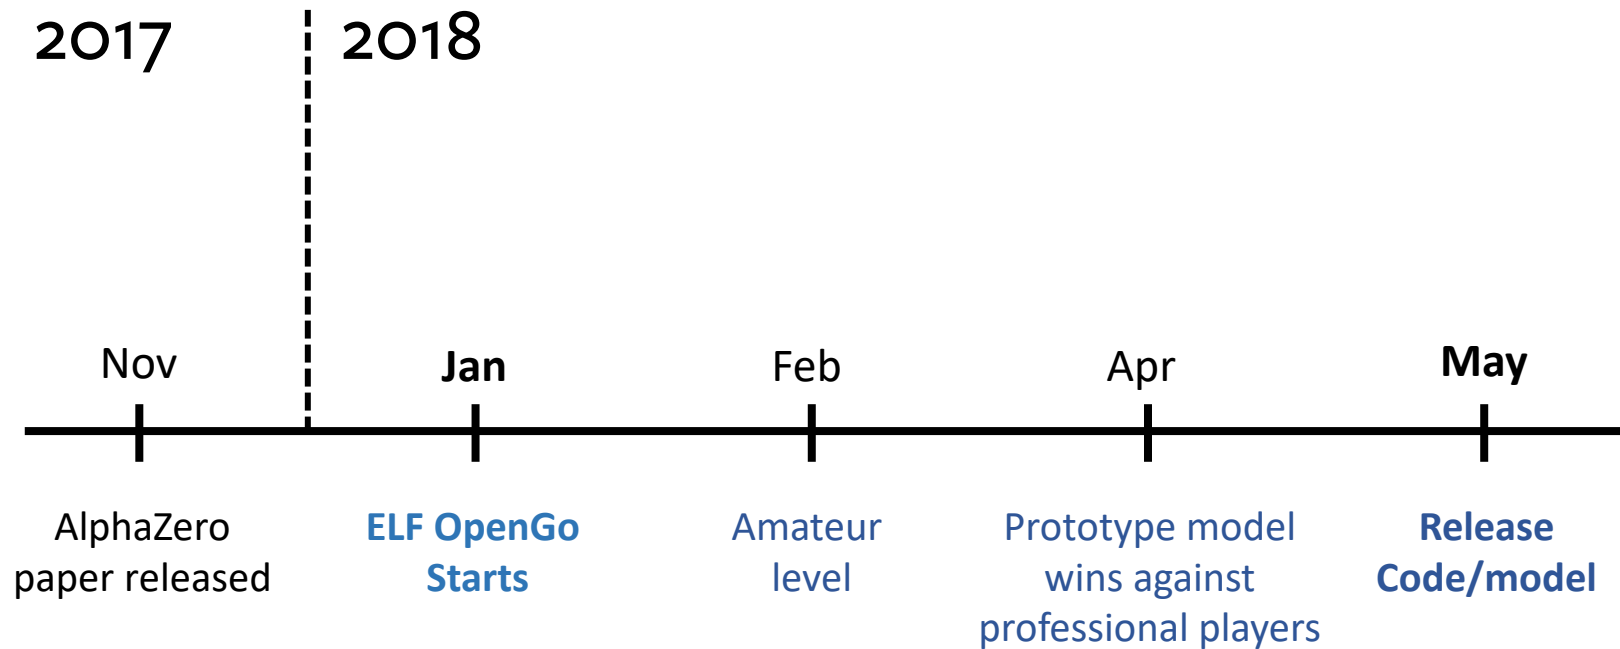 2017
2018
Nov
Jan
Feb
Apr
May
AlphaZero
paper released
ELF OpenGo
Starts
Amateur
level
Prototype model
wins against
professional players
Release
Code/model